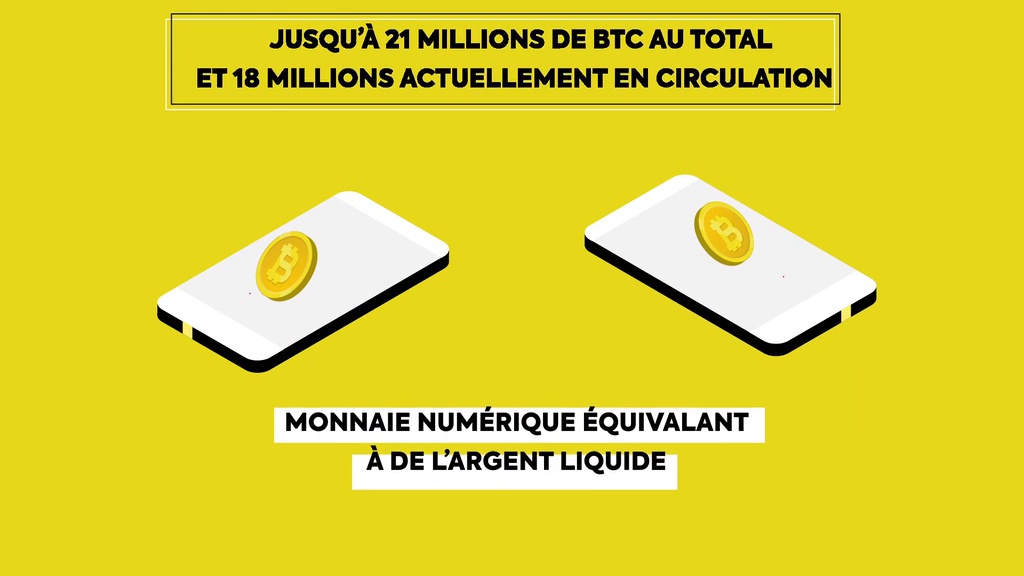 JUSQU’À 21 MILLIONS DE BTC AU TOTAL
ET 18 MILLIONS ACTUELLEMENT EN CIRCULATION
MONNAIE NUMÉRIQUE ÉQUIVALANT
À DE L’ARGENT LIQUIDE